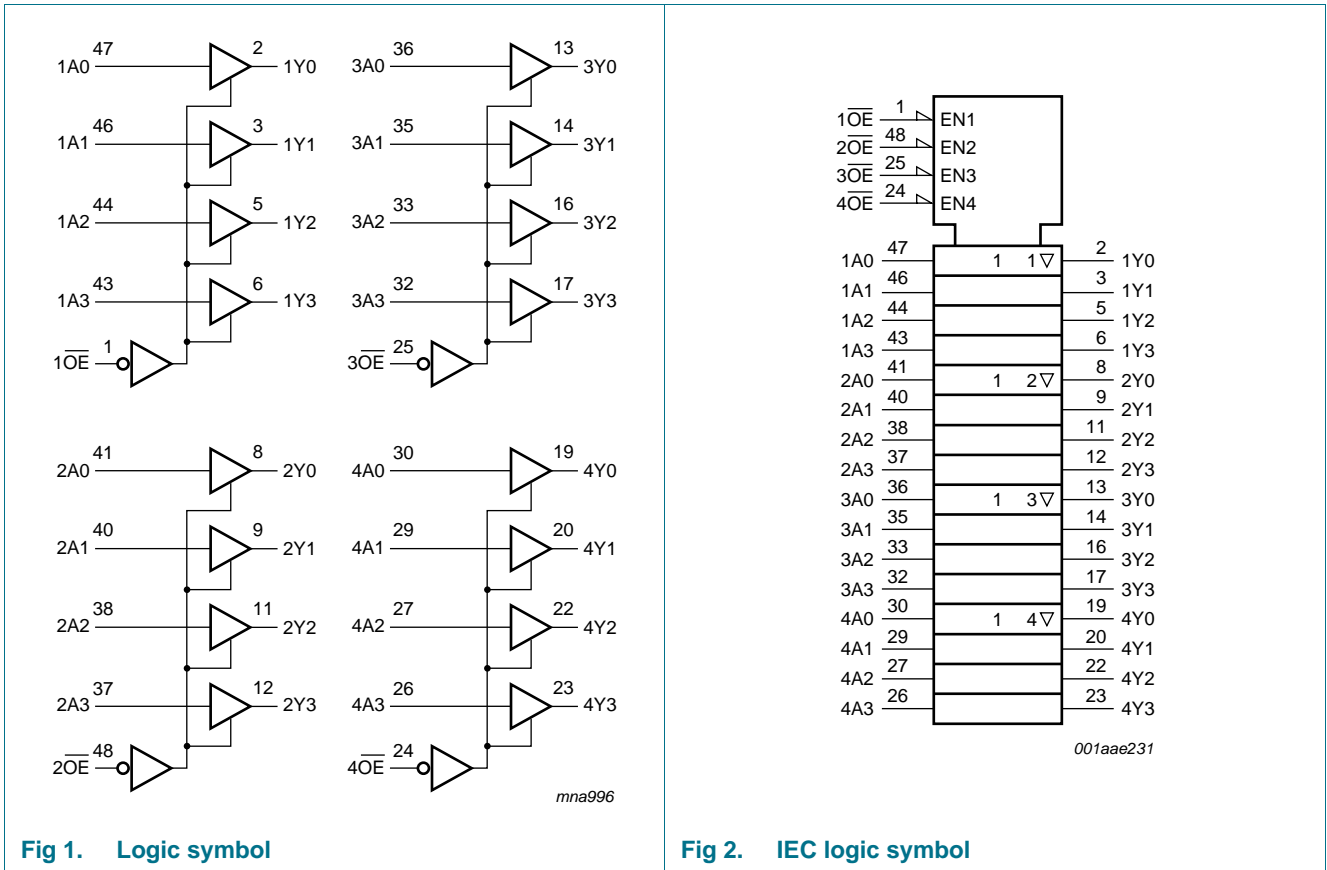 47 2 36 13
1A0 1Y0 3A0 3Y0
46 3 35 14
1A1 1Y1 3A1 3Y1
44 5 33 16
1A2 1Y2 3A2 3Y2
43 6 32 17
1A3 1Y3 3A3 3Y3
1 25
1OE 3OE
41 8 30 19
2A0 2Y0 4A0 4Y0
40 9 29 20
2A1 2Y1 4A1 4Y1
38 11 27 22
2A2 2Y2 4A2 4Y2
37 12 26 23
2A3 2Y3 4A3 4Y3
48 24
2OE 4OE
mna996
Fig 1. Logic symbol
1OE 1 EN1
2OE 48 EN2
3OE 25 EN3
4OE 24 EN4
1A0 47 1 1▽ 2 1Y0
1A1 46 3 1Y1
1A2 44 5 1Y2
1A3 43 6 1Y3
2A0 41 1 2▽ 8 2Y0
2A1 40 9 2Y1
2A2 38 11 2Y2
2A3 37 12 2Y3
3A0 36 1 3▽ 13 3Y0
3A1 35 14 3Y1
3A2 33 16 3Y2
3A3 32 17 3Y3
4A0 30 1 4▽ 19 4Y0
4A1 29 20 4Y1
4A2 27 22 4Y2
4A3 26 23 4Y3
001aae231
Fig 2. IEC logic symbol